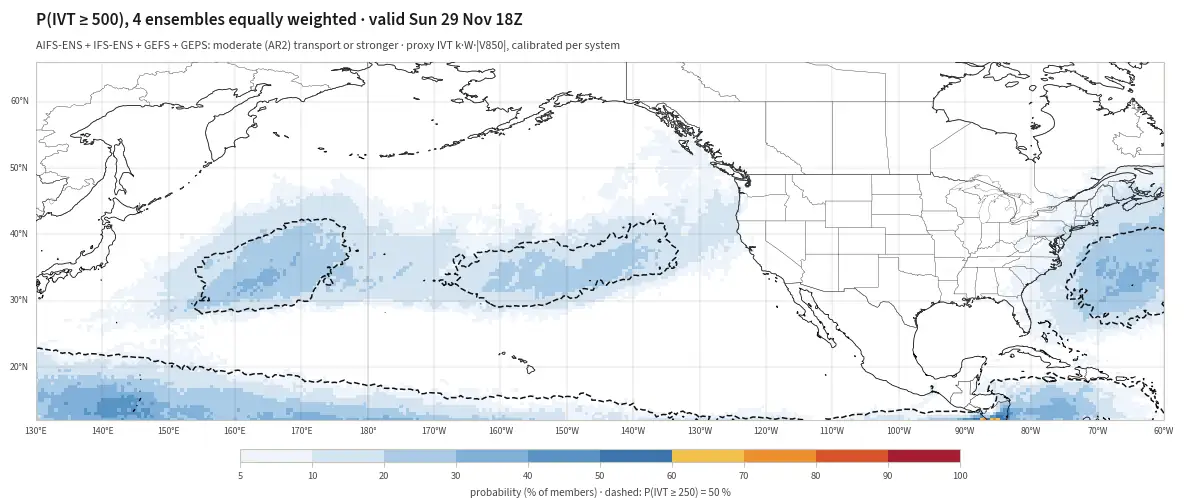 P(IVT ≥ 500), 4 ensembles equally weighted · valid Sun 29 Nov 18Z
AIFS-ENS + IFS-ENS + GEFS + GEPS: moderate (AR2) transport or stronger · proxy IVT k·W·|V850|, calibrated per system
60°N
50°N
40°N
30°N
20°N
130°E 140°E 150°E 160°E 170°E 180° 170°W 160°W 150°W 140°W 130°W 120°W 110°W 100°W 90°W 80°W 70°W 60°W
5 10 20 30 40 50 60 70 80 90 100
probability (% of members) · dashed: P(IVT ≥ 250) = 50 %